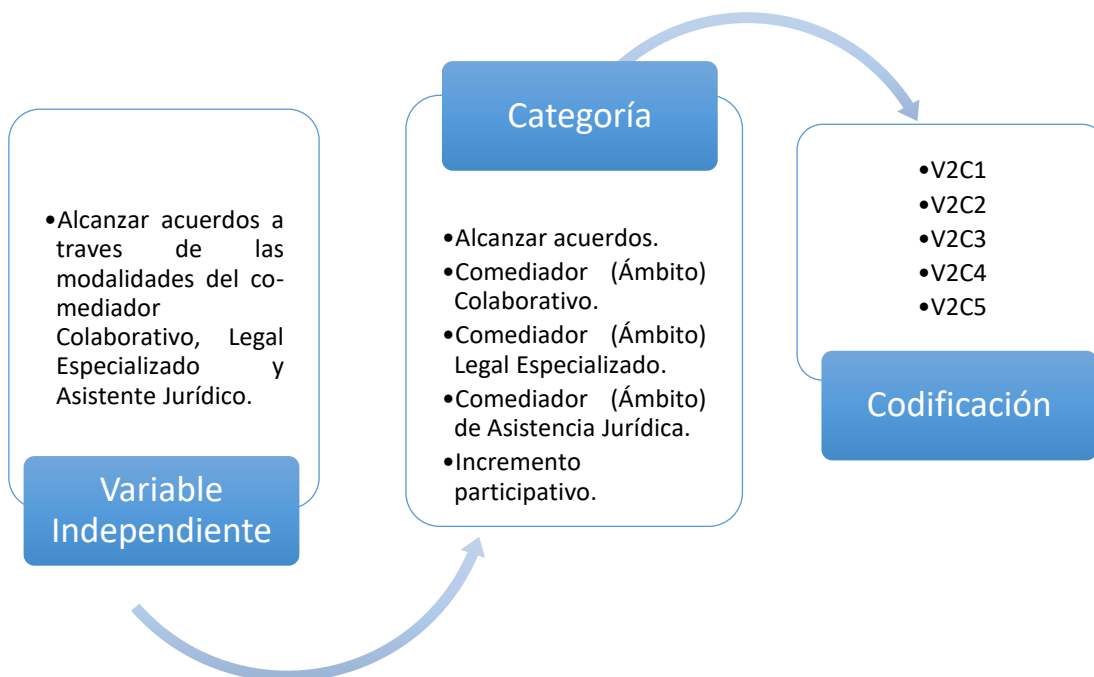 •Alcanzar acuerdos a
traves de las
modalidades del co-
mediador
Colaborativo, Legal
Especializado y
Asistente Jurídico.
Variable
Independiente
Categoría
•Alcanzar acuerdos.
•Comediador (Ámbito)
Colaborativo.
•Comediador (Ámbito)
Legal Especializado.
•Comediador (Ámbito)
de Asistencia Jurídica.
•Incremento
participativo.
•V2C1
•V2C2
•V2C3
•V2C4
•V2C5
Codificación